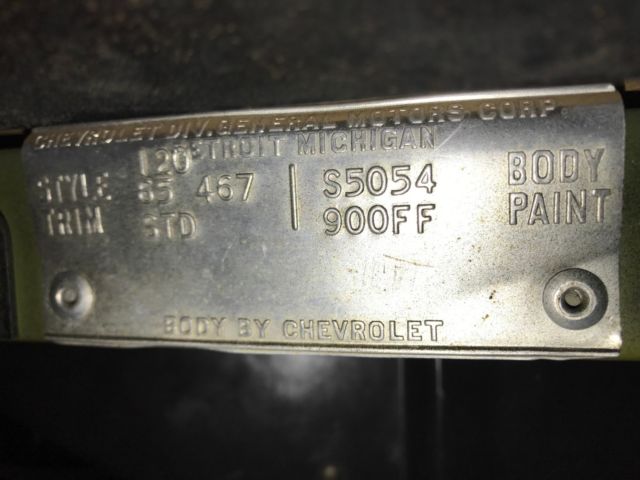 CHEVROLET DIV. GENERAL MOTORS CORP.
L20 DETROIT MICHIGAN
STYLE 65 467 | S5054 BODY
TRIM STD 900FF PAINT
BODY BY CHEVROLET